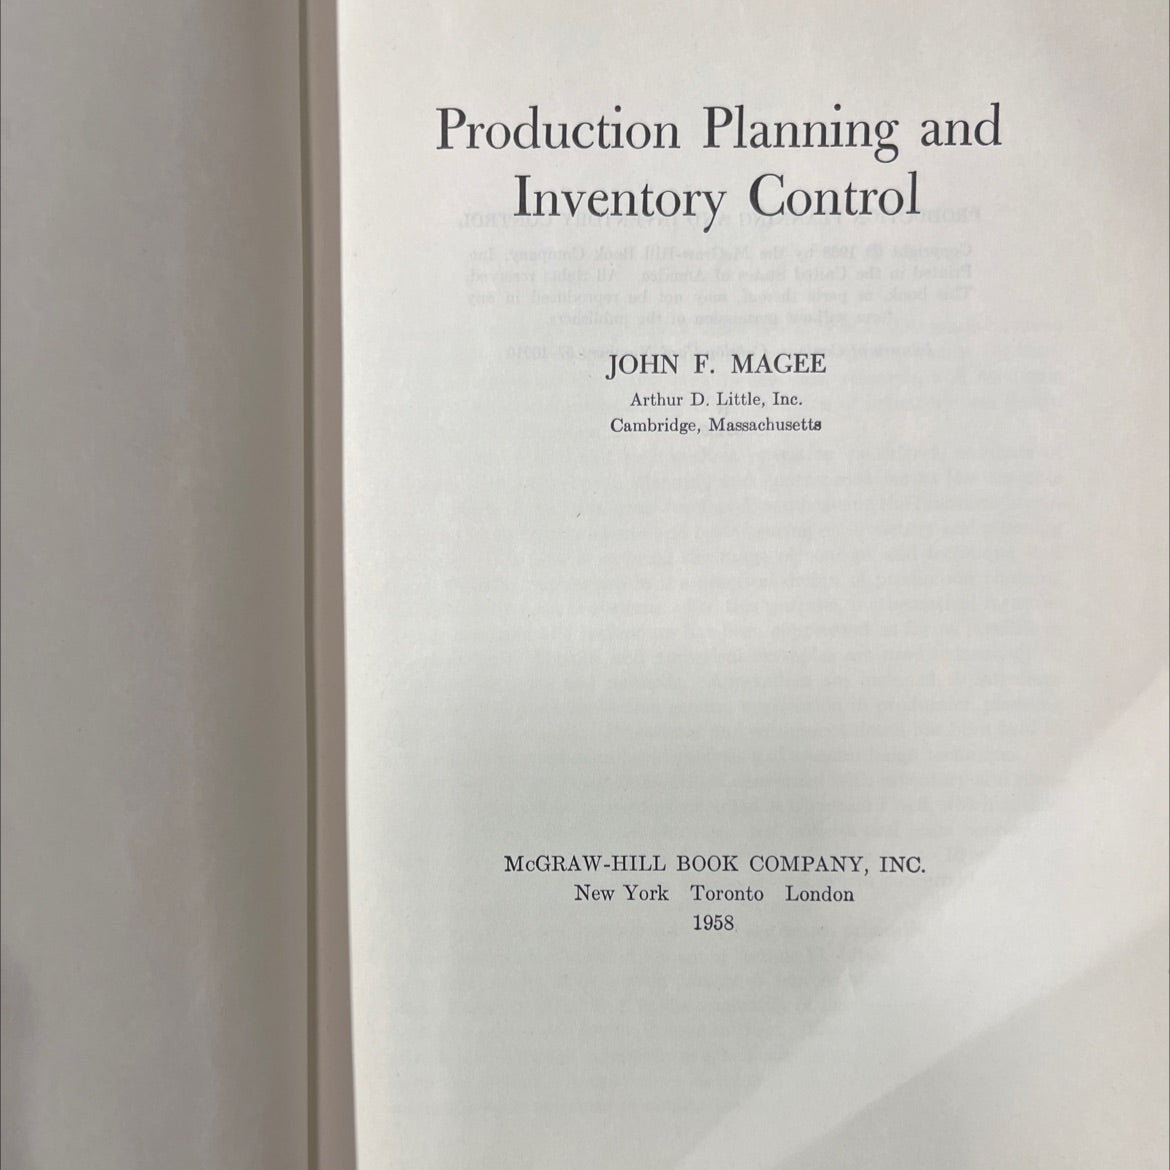 Production Planning and
Inventory Control
JOHN F. MAGEE
Arthur D. Little, Inc.
Cambridge, Massachusetts
McGRAW-HILL BOOK COMPANY, INC.
New York Toronto London
1958